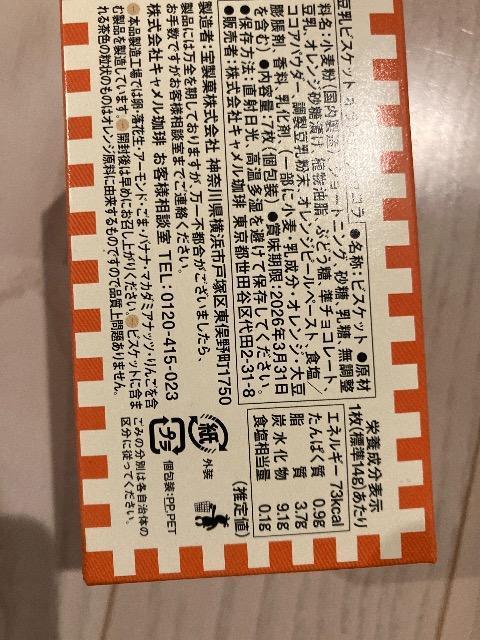 豆乳ビスケット
●名称:ビスケット ●原材
料名:小麦粉(国内製造)、ショートニング、砂糖、乳糖、無調整
豆乳、オレンジ砂糖漬け、植物油脂、ぶどう糖、準チョコレート、
ココアパウダー、調製豆乳粉末、オレンジピールペースト、食塩/
膨脹剤、香料、乳化剤、(一部に小麦・乳成分・オレンジ・大豆
を含む) ●内容量:7枚(個包装) ●賞味期限:2026年3月31日
●保存方法:直射日光、高温多湿を避けて保存してください。
●販売者:株式会社キャメル珈琲 東京都世田谷区代田2-31-8
製造者:宝製菓株式会社 神奈川県横浜市戸塚区東俣野町1750
製品には万全を期しておりますが、万一不都合がございましたら、
お手数ですがお客様相談室までご連絡ください。
株式会社キャメル珈琲 お客様相談室 TEL:0120-415-023
本品製造工場では卵・落花生・アーモンド・ごま・バナナ・マカダミアナッツ・りんごを含
む製品を製造しています。 開封後は早めにお召し上がりください。 ビスケットに含ま
れる茶色の粒状のものはオレンジ原料に由来するものですので品質上問題ありません。
栄養成分表示
1枚(標準14g)あたり
エネルギー 73kcal
たんぱく質 0.9g
脂質 3.7g
炭水化物 9.1g
食塩相当量 0.1g
(推定値)
紙 外装
プラ 個包装:PP,PET
ごみの分別は各自治体の
区分に従ってください。